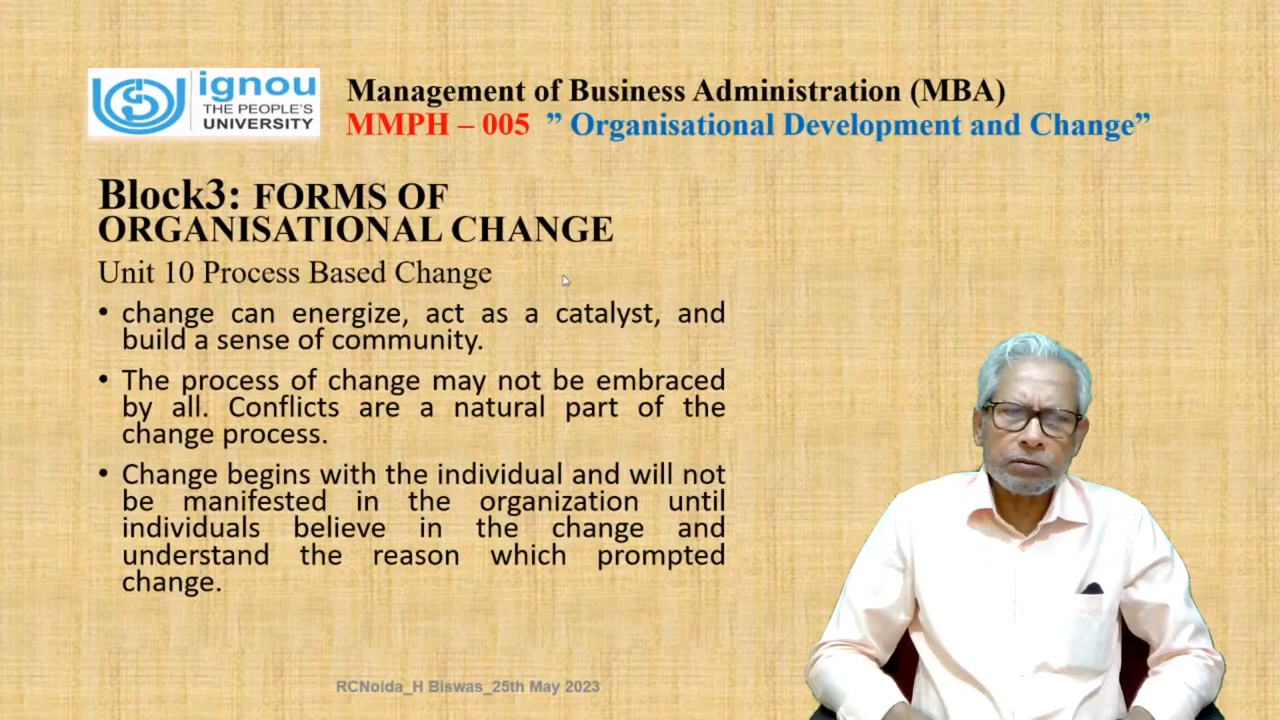 ignou
THE PEOPLE'S
UNIVERSITY
Management of Business Administration (MBA)
MMPH – 005 ” Organisational Development and Change”
Block3: FORMS OF
ORGANISATIONAL CHANGE
Unit 10 Process Based Change
• change can energize, act as a catalyst, and
build a sense of community.
• The process of change may not be embraced
by all. Conflicts are a natural part of the
change process.
• Change begins with the individual and will not
be manifested in the organization until
individuals believe in the change and
understand the reason which prompted
change.
RCNoida_H Biswas_25th May 2023